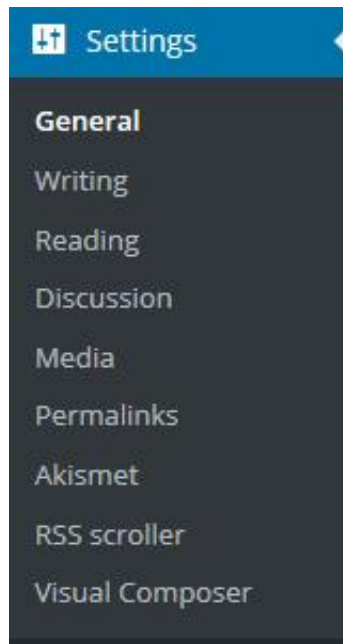 Settings
General
Writing
Reading
Discussion
Media
Permalinks
Akismet
RSS scroller
Visual Composer